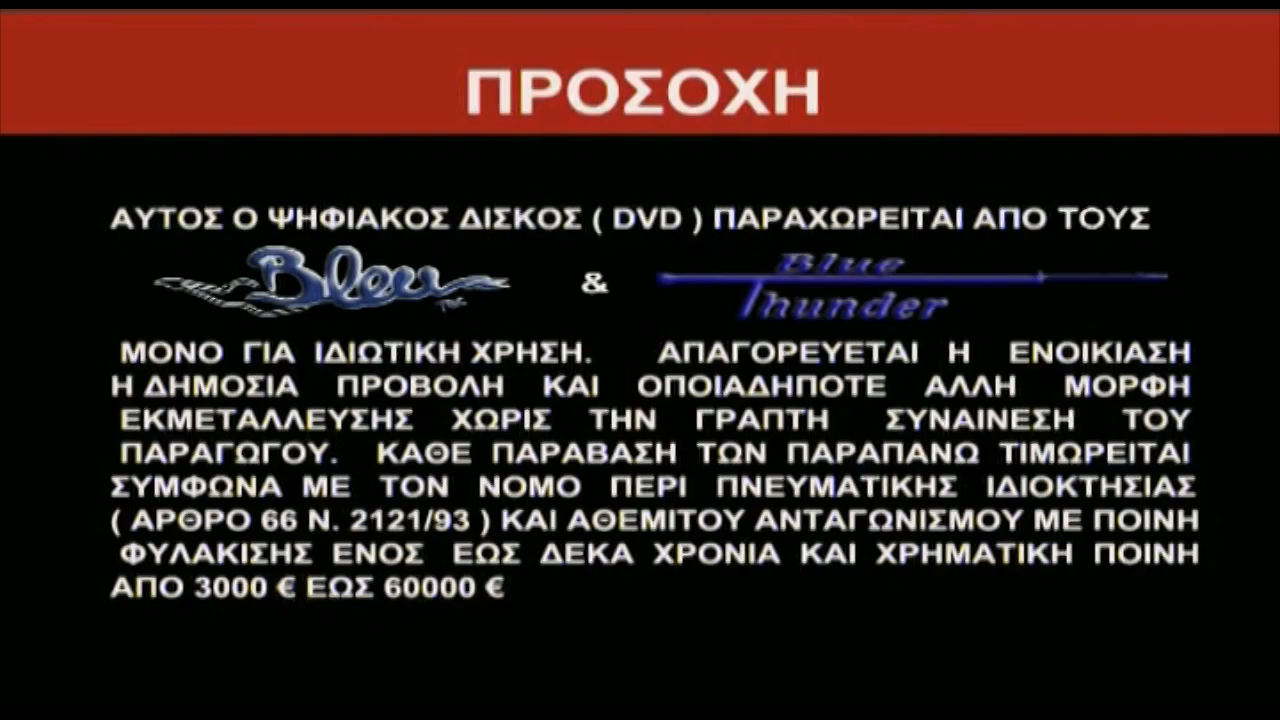 ΠΡΟΣΟΧΗ
ΑΥΤΟΣ Ο ΨΗΦΙΑΚΟΣ ΔΙΣΚΟΣ ( DVD ) ΠΑΡΑΧΩΡΕΙΤΑΙ ΑΠΟ ΤΟΥΣ
Bleu & Blue Thunder
ΜΟΝΟ ΓΙΑ ΙΔΙΩΤΙΚΗ ΧΡΗΣΗ. ΑΠΑΓΟΡΕΥΕΤΑΙ Η ΕΝΟΙΚΙΑΣΗ
Η ΔΗΜΟΣΙΑ ΠΡΟΒΟΛΗ ΚΑΙ ΟΠΟΙΑΔΗΠΟΤΕ ΑΛΛΗ ΜΟΡΦΗ
ΕΚΜΕΤΑΛΛΕΥΣΗΣ ΧΩΡΙΣ ΤΗΝ ΓΡΑΠΤΗ ΣΥΝΑΙΝΕΣΗ ΤΟΥ
ΠΑΡΑΓΩΓΟΥ. ΚΑΘΕ ΠΑΡΑΒΑΣΗ ΤΩΝ ΠΑΡΑΠΑΝΩ ΤΙΜΩΡΕΙΤΑΙ
ΣΥΜΦΩΝΑ ΜΕ ΤΟΝ ΝΟΜΟ ΠΕΡΙ ΠΝΕΥΜΑΤΙΚΗΣ ΙΔΙΟΚΤΗΣΙΑΣ
( ΑΡΘΡΟ 66 Ν. 2121/93 ) ΚΑΙ ΑΘΕΜΙΤΟΥ ΑΝΤΑΓΩΝΙΣΜΟΥ ΜΕ ΠΟΙΝΗ
ΦΥΛΑΚΙΣΗΣ ΕΝΟΣ ΕΩΣ ΔΕΚΑ ΧΡΟΝΙΑ ΚΑΙ ΧΡΗΜΑΤΙΚΗ ΠΟΙΝΗ
ΑΠΟ 3000 € ΕΩΣ 60000 €